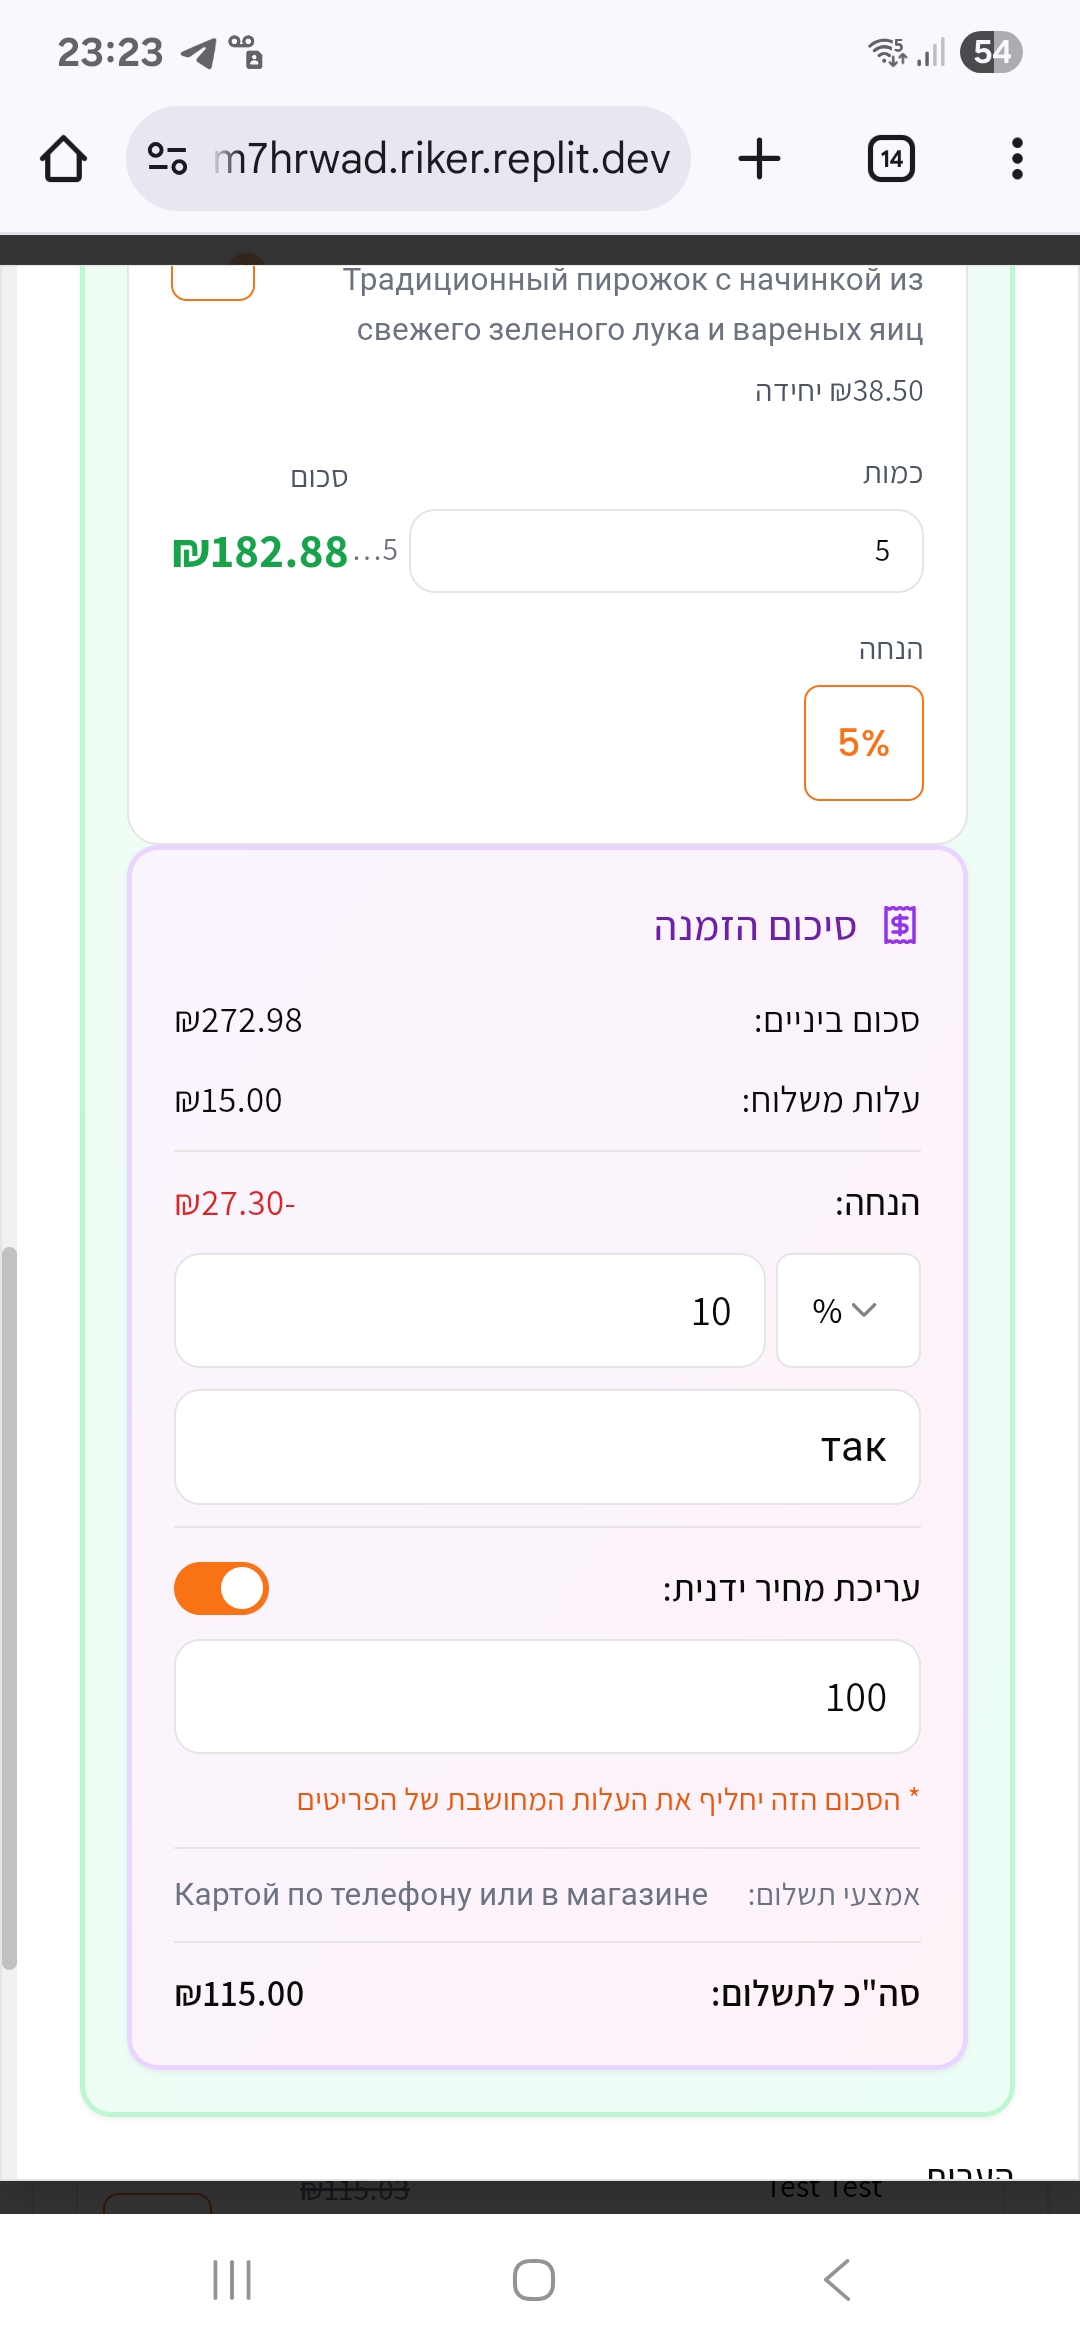 23:23
5
54
m7hrwad.riker.replit.dev
14
Традиционный пирожок с начинкой из
свежего зеленого лука и вареных яиц
₪38.50 יחידה
כמות
סכום
5
5...
₪182.88
הנחה
5%
סיכום הזמנה
סכום ביניים:
₪272.98
עלות משלוח:
₪15.00
הנחה:
-₪27.30
%
10
так
עריכת מחיר ידנית:
100
* הסכום הזה יחליף את העלות המחושבת של הפריטים
אמצעי תשלום:
Картой по телефону или в магазине
סה"כ לתשלום:
₪115.00
Test Test
₪115.03